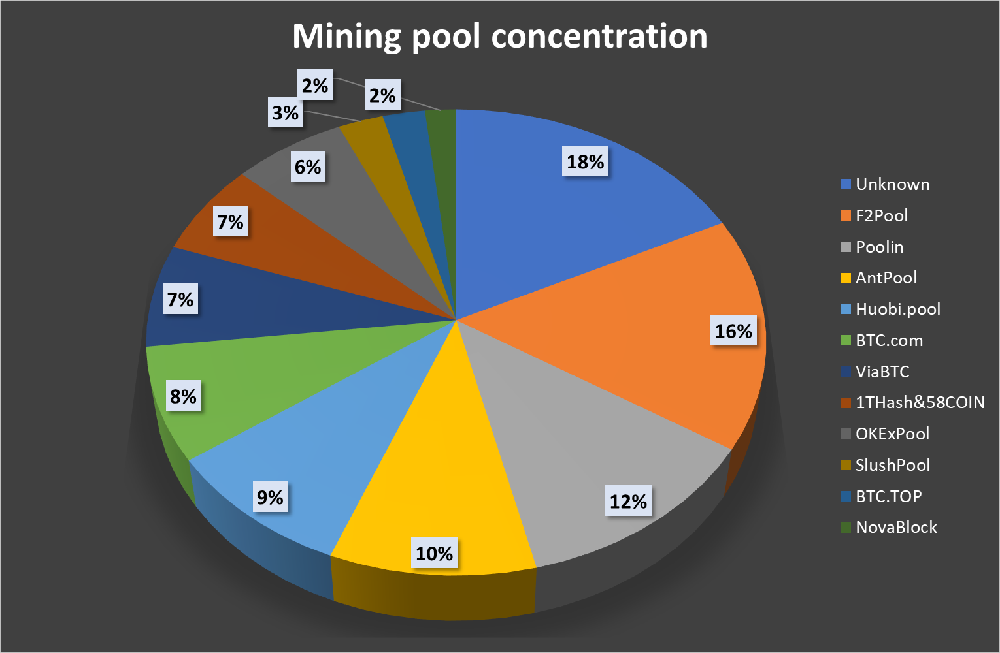 Mining pool concentration
2%
2%
3%
18%
6%
7%
7%
16%
8%
9%
12%
10%
Unknown
F2Pool
Poolin
AntPool
Huobi.pool
BTC.com
ViaBTC
1THash&58COIN
OKExPool
SlushPool
BTC.TOP
NovaBlock